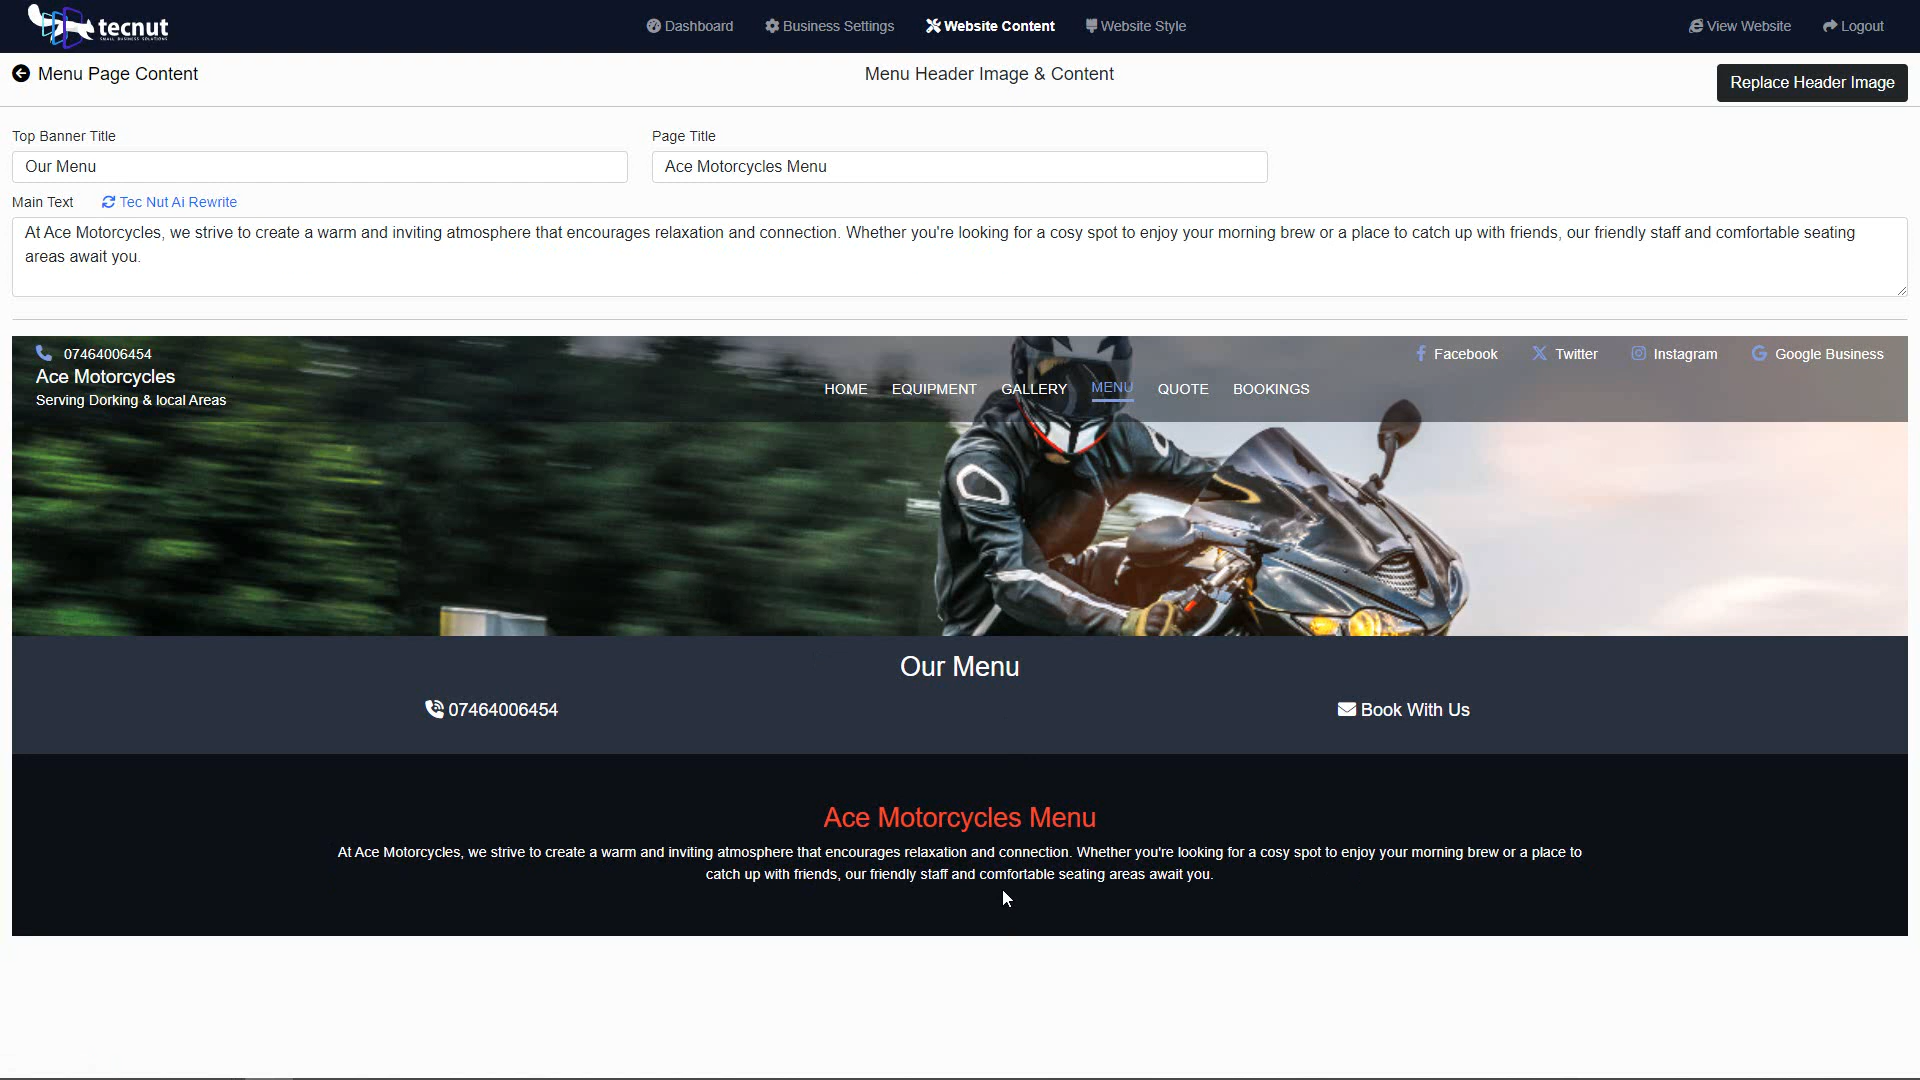 tecnut
SMALL BUSINESS SOLUTIONS
Dashboard
Business Settings
Website Content
Website Style
View Website
Logout
Menu Page Content
Menu Header Image & Content
Replace Header Image
Top Banner Title
Page Title
Our Menu
Ace Motorcycles Menu
Main Text
Tec Nut Ai Rewrite
At Ace Motorcycles, we strive to create a warm and inviting atmosphere that encourages relaxation and connection. Whether you're looking for a cosy spot to enjoy your morning brew or a place to catch up with friends, our friendly staff and comfortable seating
areas await you.
07464006454
Facebook
Twitter
Instagram
Google Business
Ace Motorcycles
Serving Dorking & local Areas
HOME
EQUIPMENT
GALLERY
MENU
QUOTE
BOOKINGS
Our Menu
07464006454
Book With Us
Ace Motorcycles Menu
At Ace Motorcycles, we strive to create a warm and inviting atmosphere that encourages relaxation and connection. Whether you're looking for a cosy spot to enjoy your morning brew or a place to
catch up with friends, our friendly staff and comfortable seating areas await you.